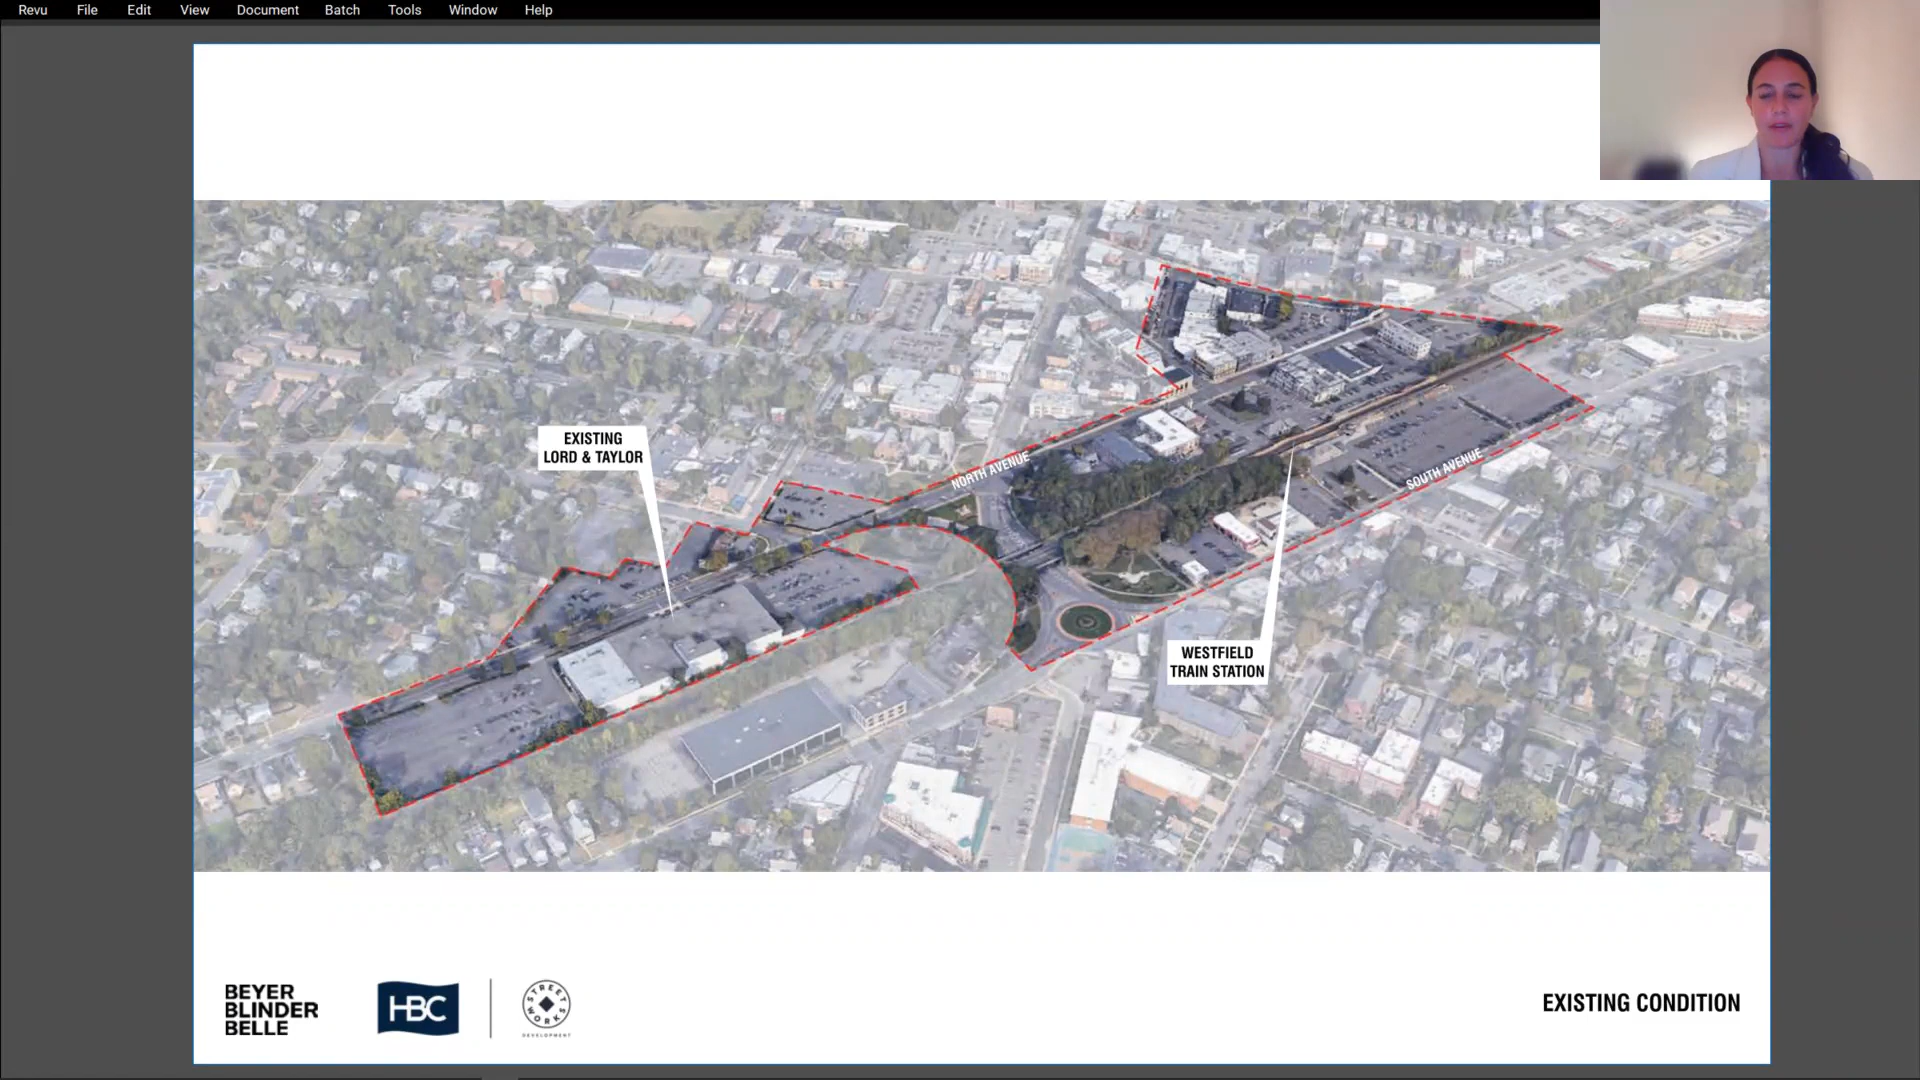 Revu File Edit View Document Batch Tools Window Help
EXISTING
LORD & TAYLOR
NORTH AVENUE
SOUTH AVENUE
WESTFIELD
TRAIN STATION
BEYER
BLINDER
BELLE
HBC
STREET
WORKS
DEVELOPMENT
EXISTING CONDITION